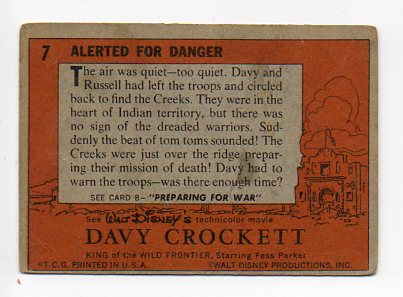 7 ALERTED FOR DANGER
The air was quiet—too quiet. Davy and
Russell had left the troops and circled
back to find the Creeks. They were in the
heart of Indian territory, but there was
no sign of the dreaded warriors. Sud-
denly the beat of tom toms sounded! The
Creeks were just over the ridge prepar-
ing their mission of death! Davy had
to warn the troops—was there enough time?
SEE CARD 8—"PREPARING FOR WAR"
See WALT DISNEY'S technicolor movie
DAVY CROCKETT
KING of the WILD FRONTIER, Starring Fess Parker
©T.C.G. PRINTED IN U.S.A. ©WALT DISNEY PRODUCTIONS, INC.